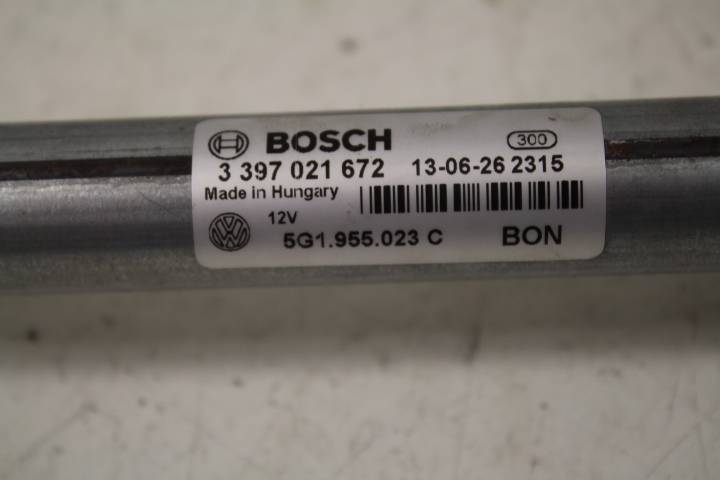 BOSCH 300
3 397 021 672 13-06-26 2315
Made in Hungary
12V
5G1.955.023 C BON